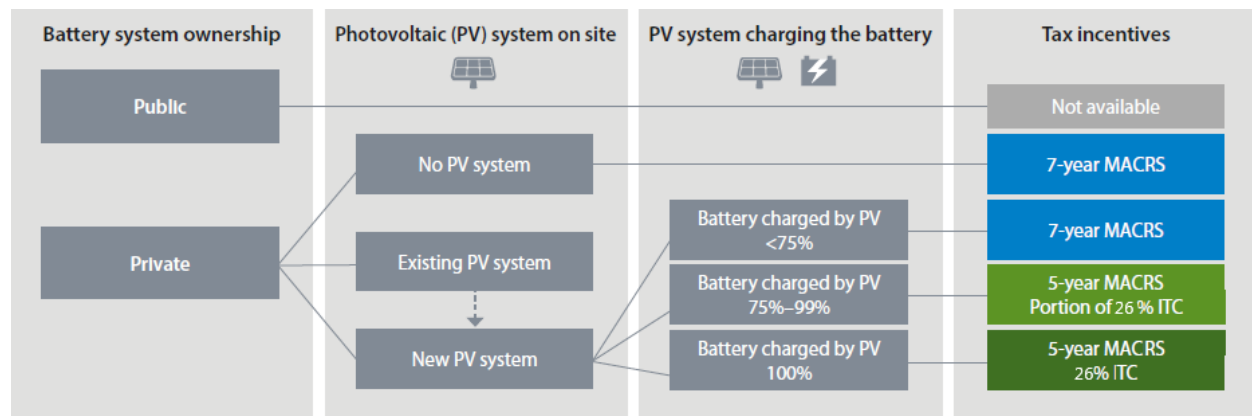 Battery system ownership
Photovoltaic (PV) system on site
PV system charging the battery
Tax incentives
Public
Not available
No PV system
7-year MACRS
Private
Existing PV system
New PV system
Battery charged by PV
<75%
7-year MACRS
Battery charged by PV
75%–99%
5-year MACRS
Portion of 26 % ITC
Battery charged by PV
100%
5-year MACRS
26% ITC